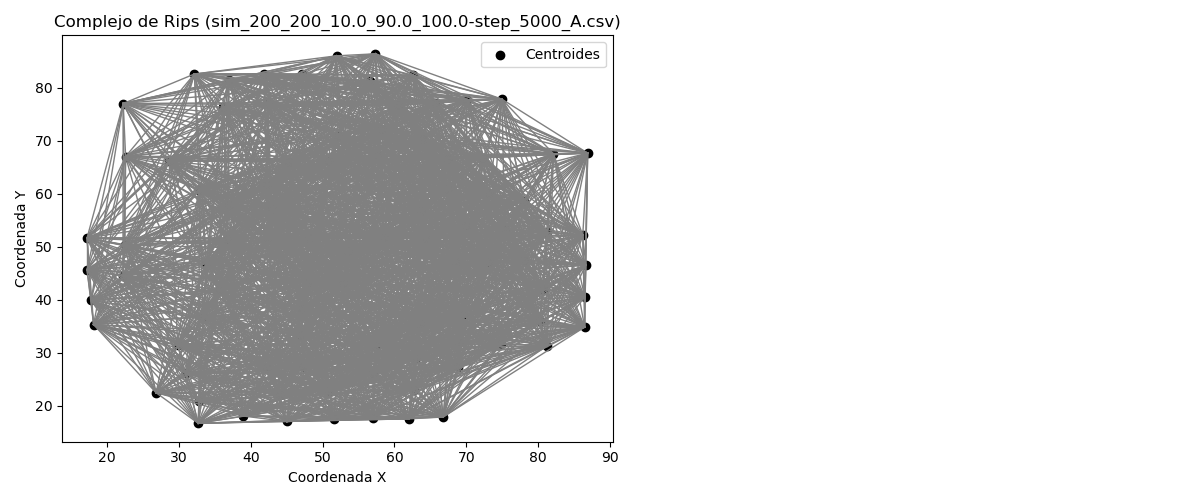 Complejo de Rips (sim_200_200_10.0_90.0_100.0-step_5000_A.csv)
Centroides
Coordenada Y
80
70
60
50
40
30
20
20 30 40 50 60 70 80 90
Coordenada X